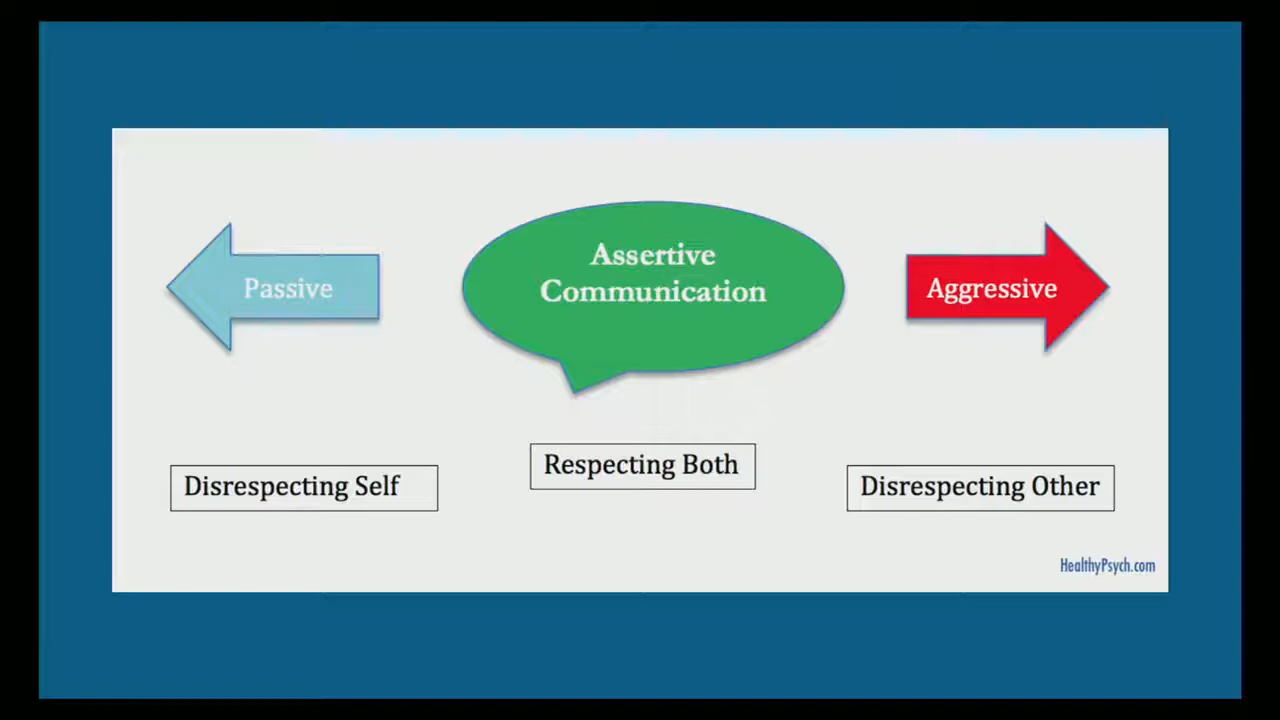 Assertive
Communication
Passive
Aggressive
Respecting Both
Disrespecting Self
Disrespecting Other
HealthyPsych.com